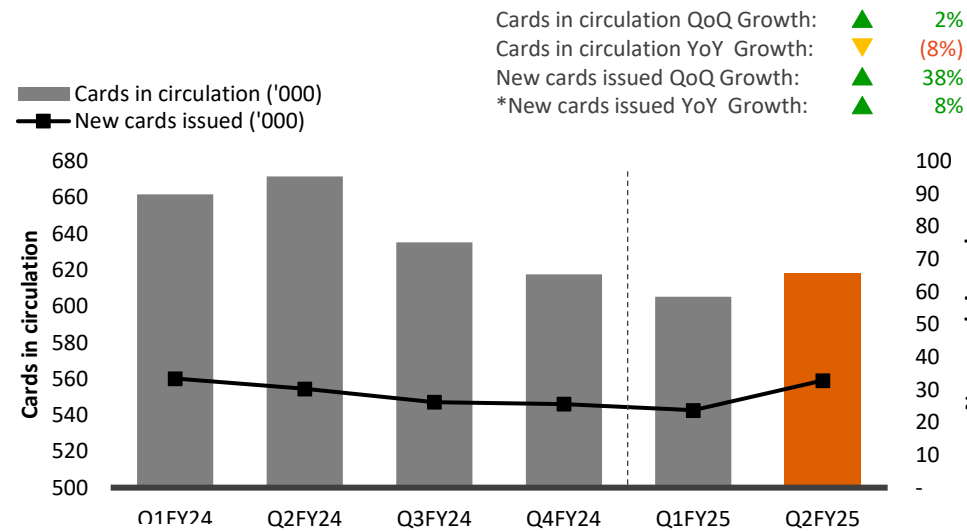 Cards in circulation QoQ Growth: ▲ 2%
Cards in circulation YoY Growth: ▼ (8%)
New cards issued QoQ Growth: ▲ 38%
*New cards issued YoY Growth: ▲ 8%
Cards in circulation ('000)
New cards issued ('000)
Cards in circulation
680
660
640
620
600
580
560
540
520
500
100
90
80
70
60
50
40
30
20
10
-
Q1FY24 Q2FY24 Q3FY24 Q4FY24 Q1FY25 Q2FY25